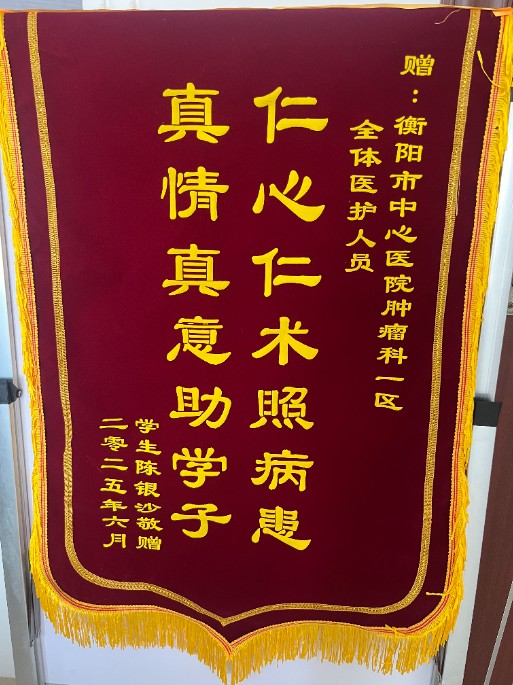 赠：衡阳市中心医院肿瘤科一区
全体医护人员
仁心仁术照病患
真情真意助学子
学生陈银沙敬赠
二零二五年六月